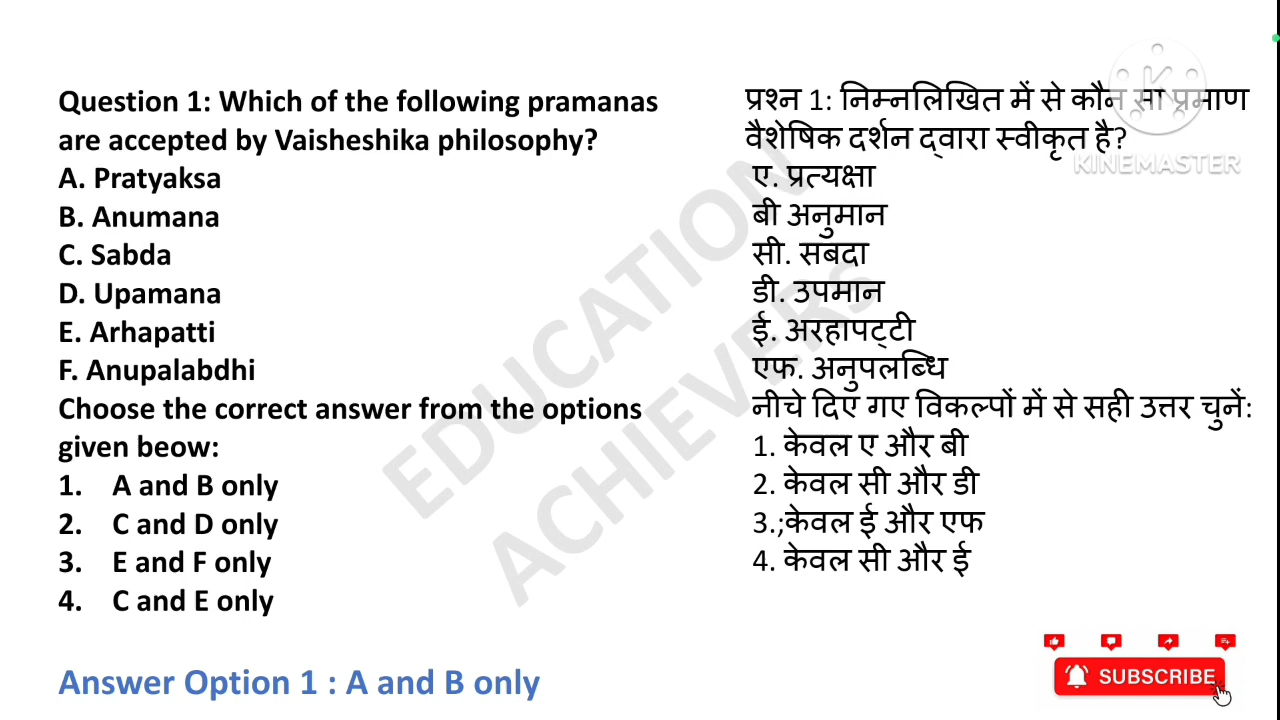 Question 1: Which of the following pramanas
are accepted by Vaisheshika philosophy?
A. Pratyaksa
B. Anumana
C. Sabda
D. Upamana
E. Arhapatti
F. Anupalabdhi
Choose the correct answer from the options
given beow:
1. A and B only
2. C and D only
3. E and F only
4. C and E only
Answer Option 1 : A and B only
प्रश्न 1: निम्नलिखित में से कौन सा प्रमाण
वैशेषिक दर्शन द्वारा स्वीकृत है?
ए. प्रत्यक्षा
बी अनुमान
सी. सबदा
डी. उपमान
ई. अरहापट्टी
एफ. अनुपलब्धि
नीचे दिए गए विकल्पों में से सही उत्तर चुनें:
1. केवल ए और बी
2. केवल सी और डी
3.;केवल ई और एफ
4. केवल सी और ई
KINEMASTER
EDUCATION
ACHIEVERS
SUBSCRIBE